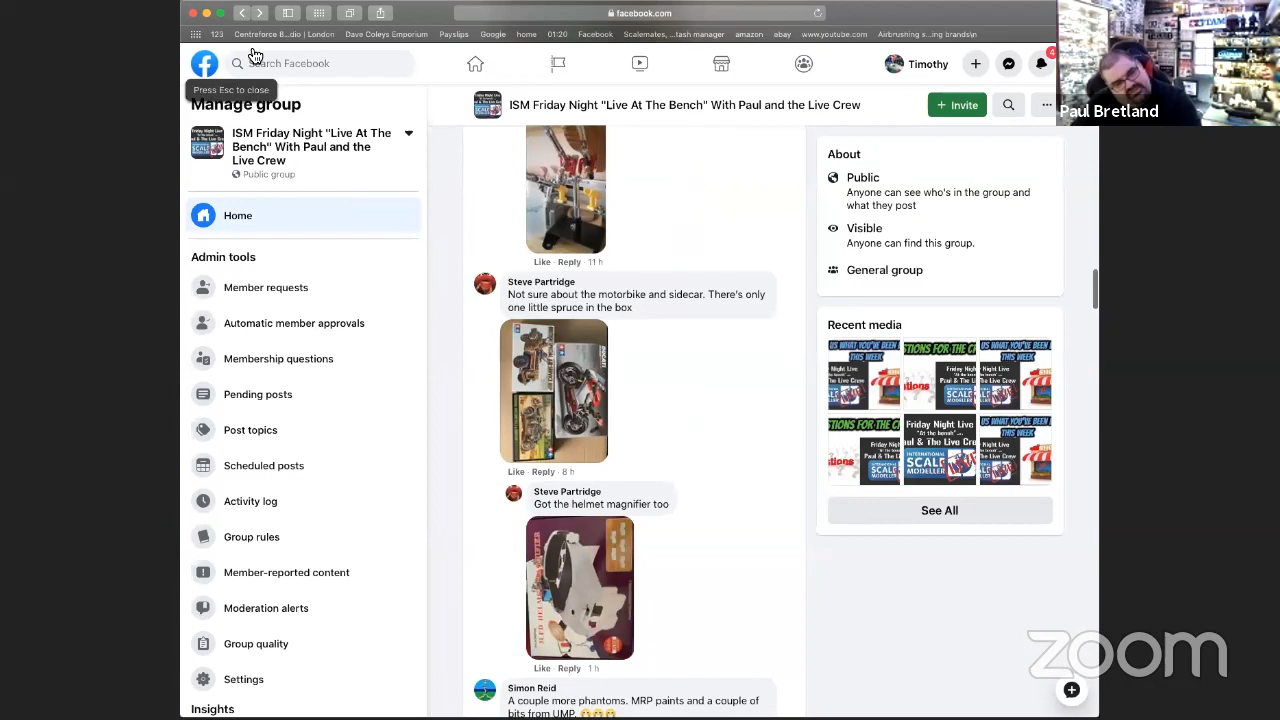 facebook.com
123
Centreforce B...dio | London
Dave Coleys Emporium
Payslips
Google
home
01:20
Facebook
Scalemates, ...tash manager
amazon
ebay
www.youtube.com
Airbrushing s...ing brands\n
Search Facebook
Timothy
4
Press Esc to close
Manage group
ISM Friday Night "Live At The
Bench" With Paul and the
Live Crew
Public group
Home
Admin tools
Member requests
Automatic member approvals
Membership questions
Pending posts
Post topics
Scheduled posts
Activity log
Group rules
Member-reported content
Moderation alerts
Group quality
Settings
Insights
ISM Friday Night "Live At The Bench" With Paul and the Live Crew
+ Invite
Like · Reply · 11 h
Steve Partridge
Not sure about the motorbike and sidecar. There's only
one little spruce in the box
Like · Reply · 8 h
Steve Partridge
Got the helmet magnifier too
Like · Reply · 1 h
Simon Reid
A couple more phantoms. MRP paints and a couple of
bits from UMP.
About
Public
Anyone can see who's in the group and
what they post
Visible
Anyone can find this group.
General group
Recent media
See All
Paul Bretland
zoom